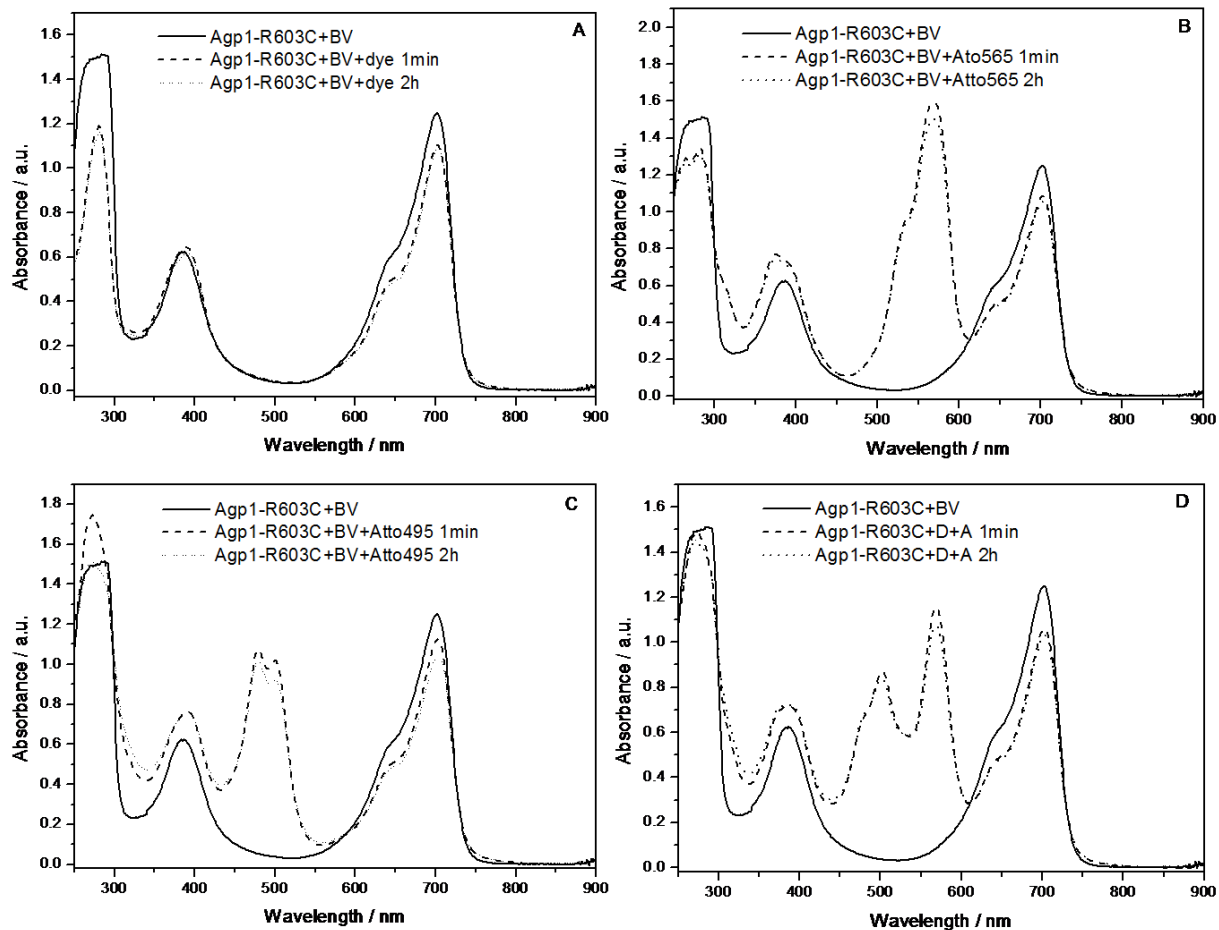 A
Agp1-R603C+BV
Agp1-R603C+BV+dye 1min
Agp1-R603C+BV+dye 2h
Absorbance / a.u.
1.6
1.4
1.2
1.0
0.8
0.6
0.4
0.2
0.0
300 400 500 600 700 800 900
Wavelength / nm
B
Agp1-R603C+BV
Agp1-R603C+BV+Ato565 1min
Agp1-R603C+BV+Atto565 2h
Absorbance / a.u.
2.0
1.8
1.6
1.4
1.2
1.0
0.8
0.6
0.4
0.2
0.0
300 400 500 600 700 800 900
Wavelength / nm
C
Agp1-R603C+BV
Agp1-R603C+BV+Atto495 1min
Agp1-R603C+BV+Atto495 2h
Absorbance / a.u.
1.8
1.6
1.4
1.2
1.0
0.8
0.6
0.4
0.2
0.0
300 400 500 600 700 800 900
Wavelength / nm
D
Agp1-R603C+BV
Agp1-R603C+D+A 1min
Agp1-R603C+D+A 2h
Absorbance / a.u.
1.6
1.4
1.2
1.0
0.8
0.6
0.4
0.2
0.0
300 400 500 600 700 800 900
Wavelength / nm